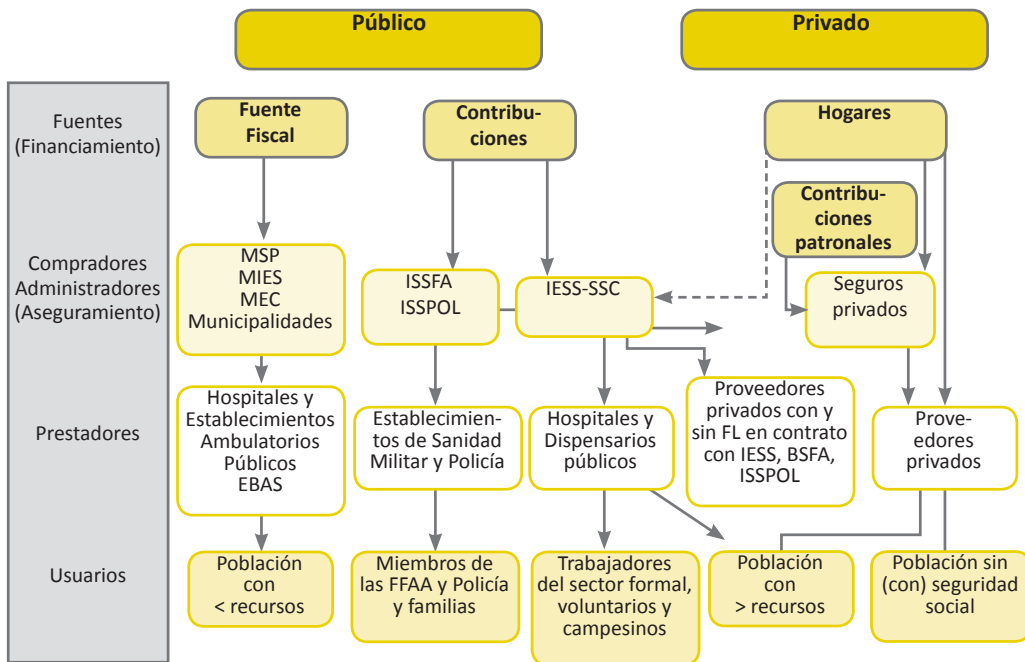 Público
Privado
Fuentes
(Financiamiento)
Fuente
Fiscal
Contribu-
ciones
Hogares
Contribu-
ciones
patronales
Compradores
Administradores
(Aseguramiento)
MSP
MIES
MEC
Municipalidades
ISSFA
ISSPOL
IESS-SSC
Seguros
privados
Prestadores
Hospitales y
Establecimientos
Ambulatorios
Públicos
EBAS
Establecimien-
tos de Sanidad
Militar y Policía
Hospitales y
Dispensarios
públicos
Proveedores
privados con y
sin FL en contrato
con IESS, BSFA,
ISSPOL
Provee-
edores
privados
Usuarios
Población
con
< recursos
Miembros de
las FFAA y Policía
y familias
Trabajadores
del sector formal,
voluntarios y
campesinos
Población
con
> recursos
Población sin
(con) seguridad
social